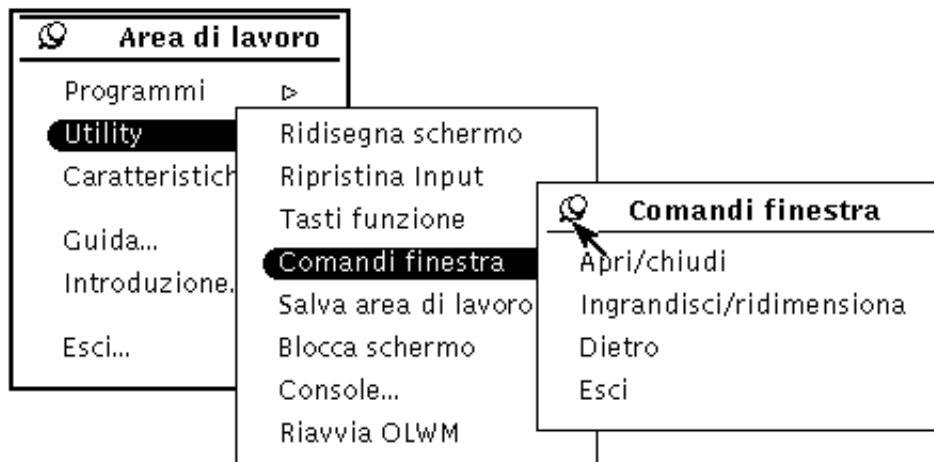 Area di lavoro
Programmi
Utility
Caratteristich
Guida...
Introduzione.
Esci...
Ridisegna schermo
Ripristina Input
Tasti funzione
Comandi finestra
Salva area di lavoro
Blocca schermo
Console...
Riavvia OLWM
Comandi finestra
Apri/chiudi
Ingrandisci/ridimensiona
Dietro
Esci